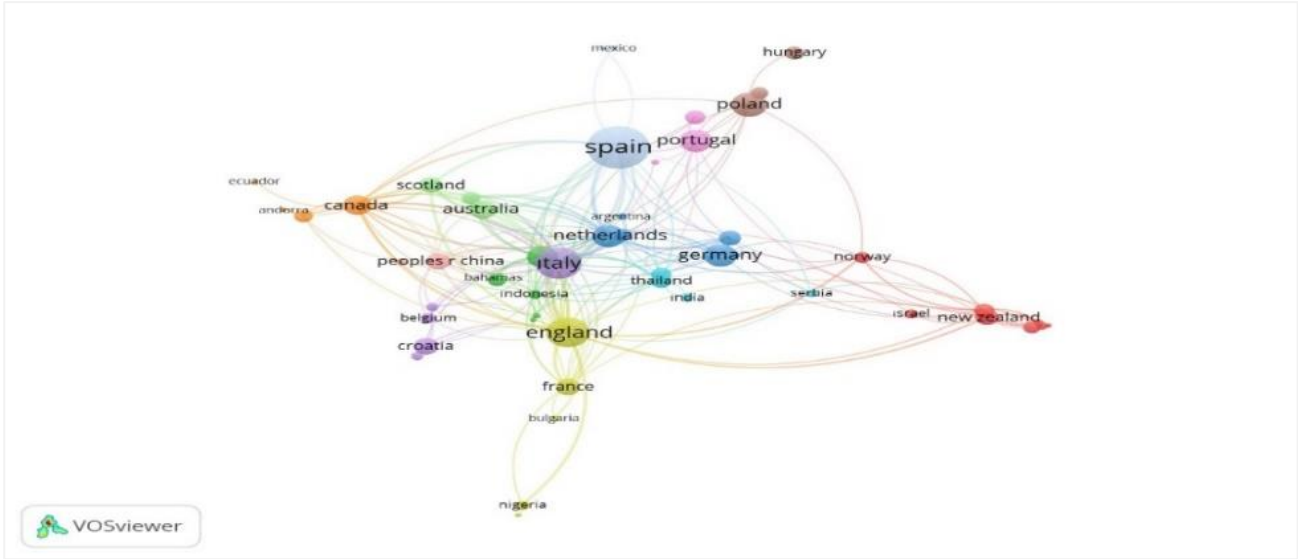 mexico
hungary
poland
portugal
spain
ecuador
scotland
canada
andorra
australia
argentina
netherlands
germany
norway
peoples r china
italy
bahamas
thailand
indonesia
india
serbia
belgium
israel
new zealand
england
croatia
france
bulgaria
nigeria
VOSviewer